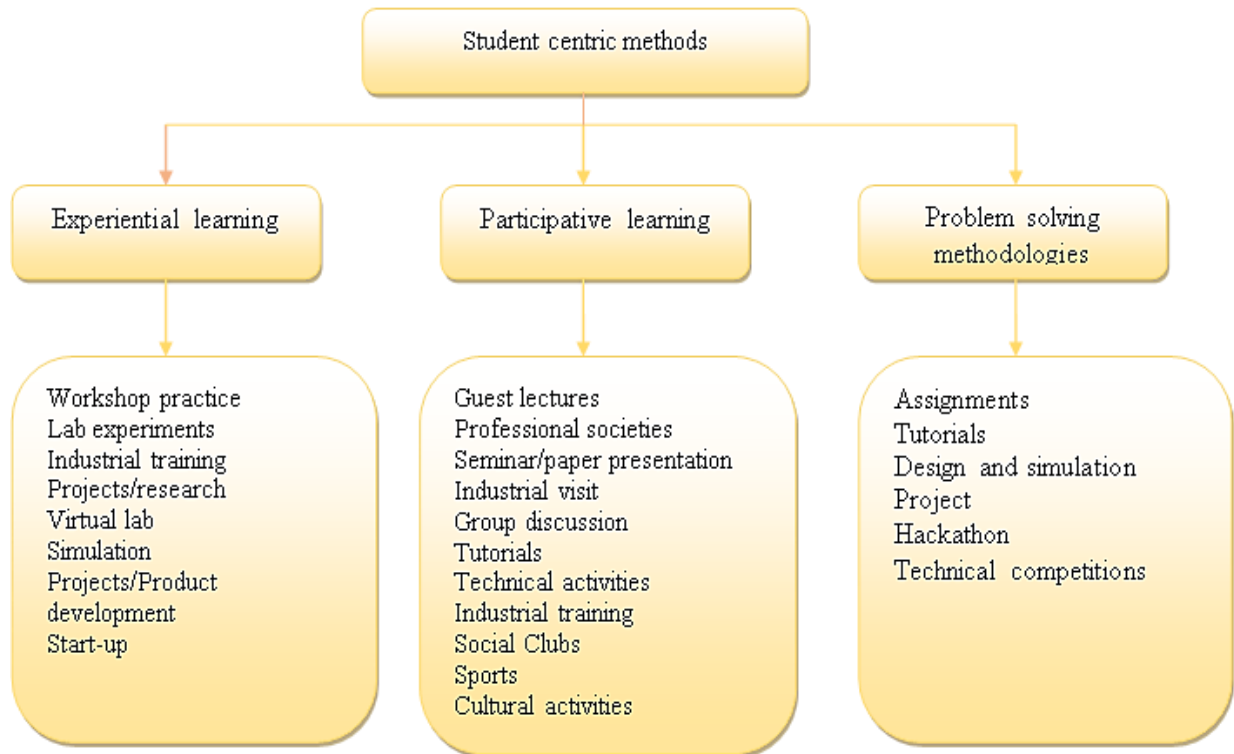 Student centric methods
Experiential learning
Participative learning
Problem solving
methodologies
Workshop practice
Lab experiments
Industrial training
Projects/research
Virtual lab
Simulation
Projects/Product
development
Start-up
Guest lectures
Professional societies
Seminar/paper presentation
Industrial visit
Group discussion
Tutorials
Technical activities
Industrial training
Social Clubs
Sports
Cultural activities
Assignments
Tutorials
Design and simulation
Project
Hackathon
Technical competitions